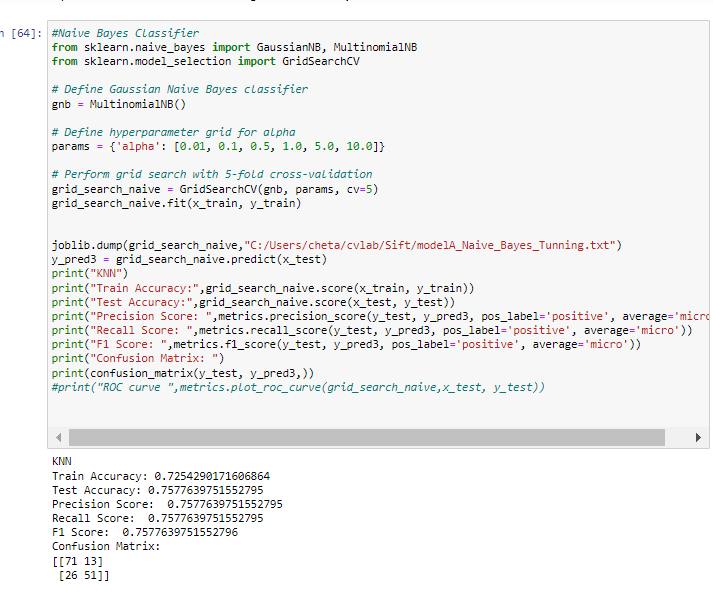 n [64]:
#Naive Bayes Classifier
from sklearn.naive_bayes import GaussianNB, MultinomialNB
from sklearn.model_selection import GridSearchCV
# Define Gaussian Naive Bayes classifier
gnb = MultinomialNB()
# Define hyperparameter grid for alpha
params = {'alpha': [0.01, 0.1, 0.5, 1.0, 5.0, 10.0]}
# Perform grid search with 5-fold cross-validation
grid_search_naive = GridSearchCV(gnb, params, cv=5)
grid_search_naive.fit(x_train, y_train)
joblib.dump(grid_search_naive,"C:/Users/cheta/cvlab/Sift/modelA_Naive_Bayes_Tunning.txt")
y_pred3 = grid_search_naive.predict(x_test)
print("KNN")
print("Train Accuracy:",grid_search_naive.score(x_train, y_train))
print("Test Accuracy:",grid_search_naive.score(x_test, y_test))
print("Precision Score: ",metrics.precision_score(y_test, y_pred3, pos_label='positive', average='micro
print("Recall Score: ",metrics.recall_score(y_test, y_pred3, pos_label='positive', average='micro'))
print("F1 Score: ",metrics.f1_score(y_test, y_pred3, pos_label='positive', average='micro'))
print("Confusion Matrix: ")
print(confusion_matrix(y_test, y_pred3,))
#print("ROC curve ",metrics.plot_roc_curve(grid_search_naive,x_test, y_test))
KNN
Train Accuracy: 0.7254290171606864
Test Accuracy: 0.7577639751552795
Precision Score:  0.7577639751552795
Recall Score:  0.7577639751552795
F1 Score:  0.7577639751552796
Confusion Matrix:
[[71 13]
 [26 51]]